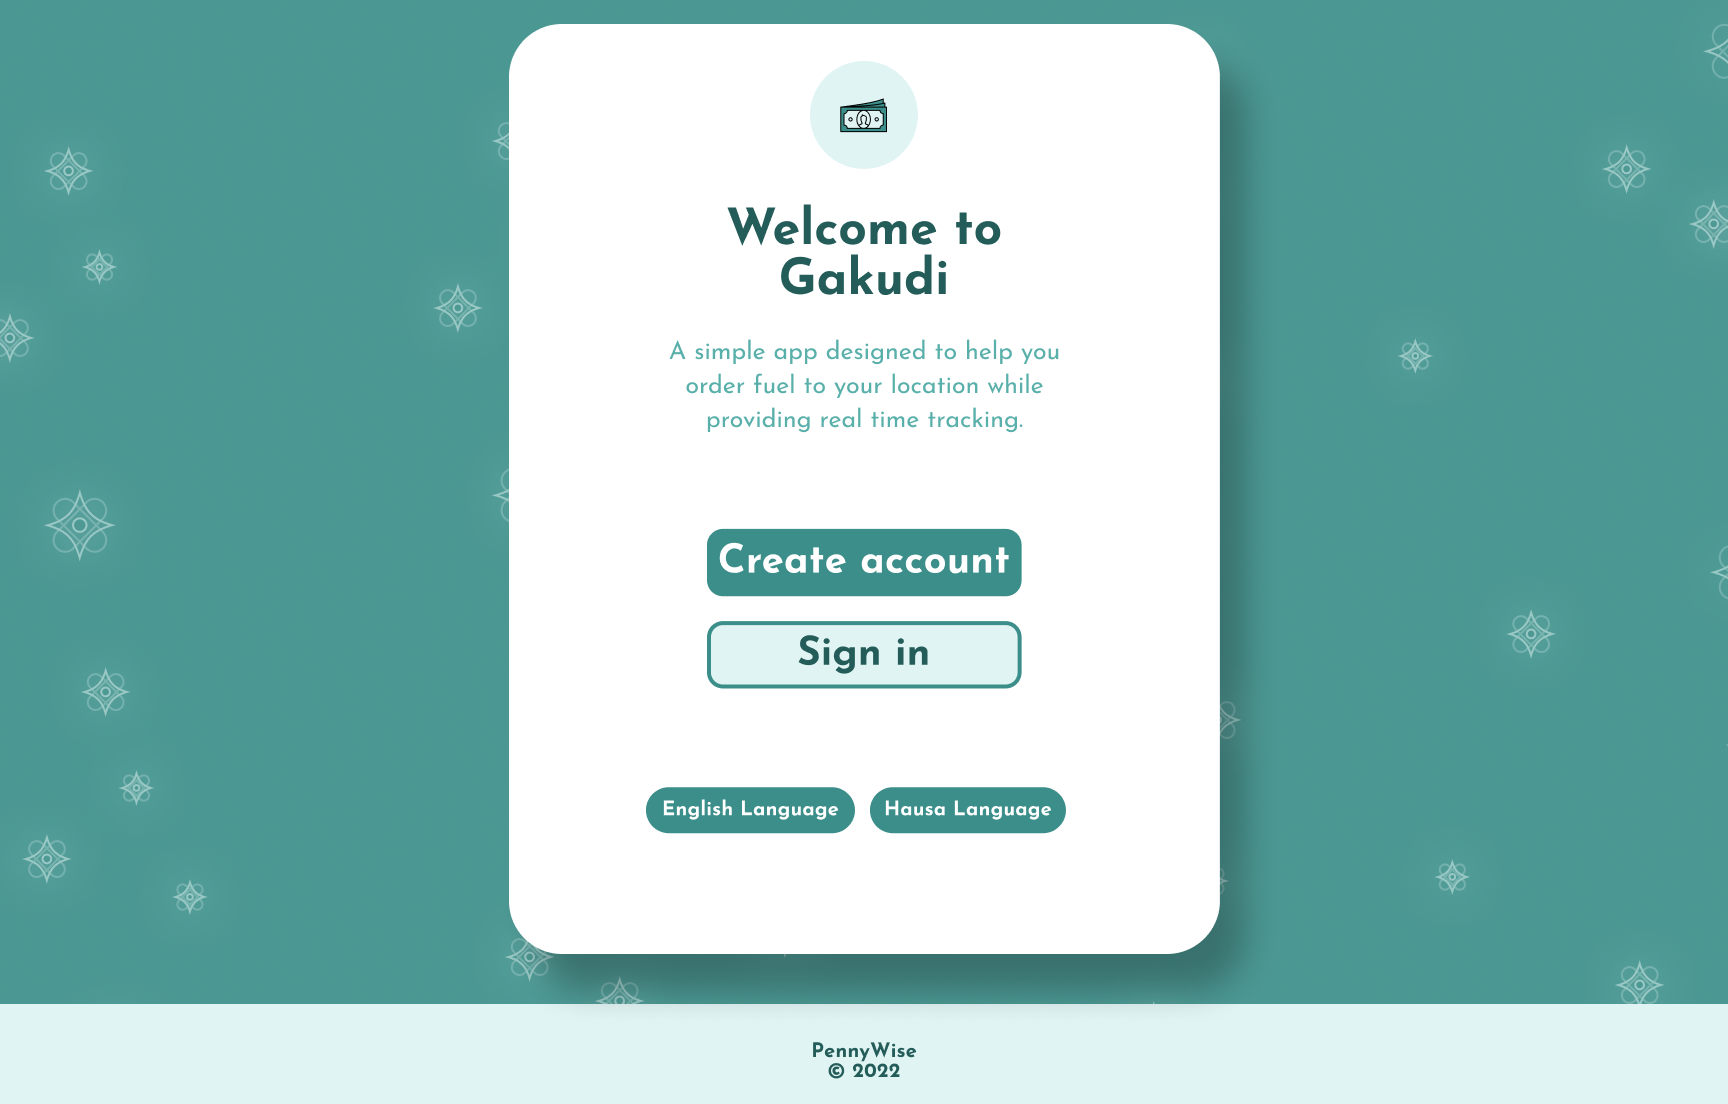 Welcome to
Gakudi
A simple app designed to help you
order fuel to your location while
providing real time tracking.
Create account
Sign in
English Language
Hausa Language
PennyWise
© 2022